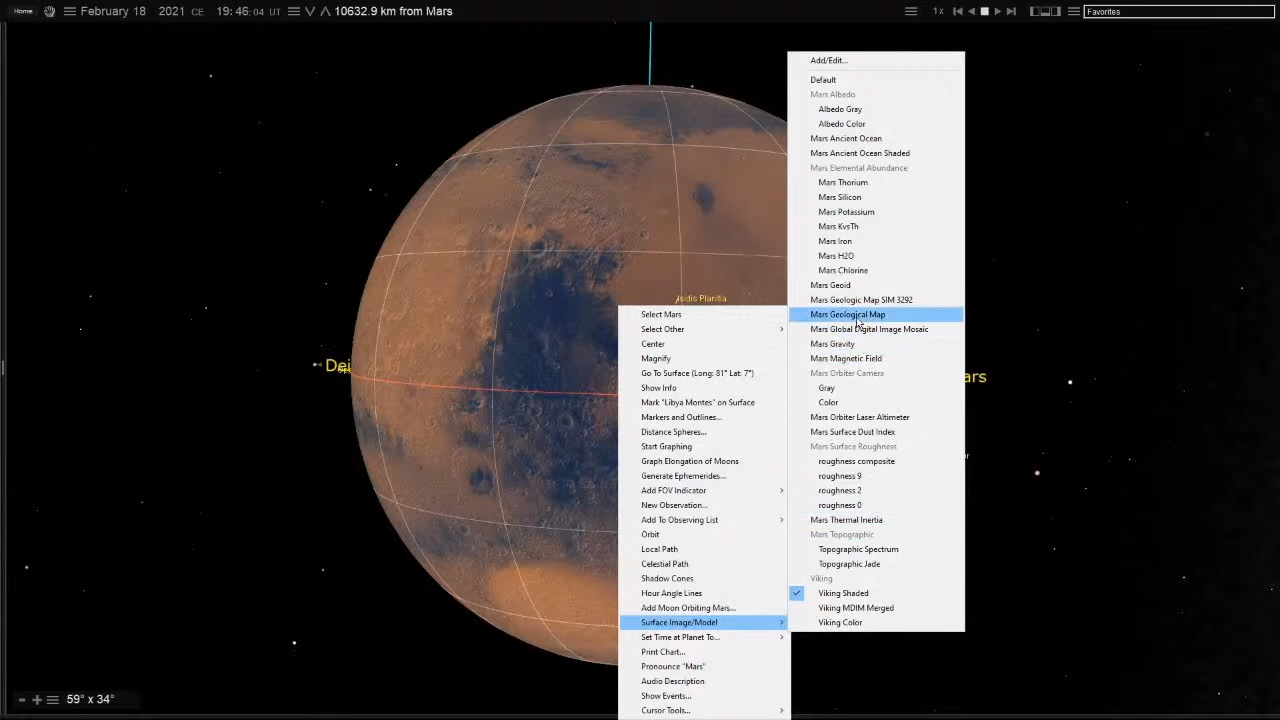 Home February 18 2021 CE 19:46:04 UT 10632.9 km from Mars 1x Favorites
Add/Edit...
Default
Mars Albedo
Albedo Gray
Albedo Color
Mars Ancient Ocean
Mars Ancient Ocean Shaded
Mars Elemental Abundance
Mars Thorium
Mars Silicon
Mars Potassium
Mars KvsTh
Mars Iron
Mars H2O
Mars Chlorine
Mars Geoid
Mars Geologic Map SIM 3292
Mars Geological Map
Mars Global Digital Image Mosaic
Mars Gravity
Mars Magnetic Field
Mars Orbiter Camera
Gray
Color
Mars Orbiter Laser Altimeter
Mars Surface Dust Index
Mars Surface Roughness
roughness composite
roughness 9
roughness 2
roughness 0
Mars Thermal Inertia
Mars Topographic
Topographic Spectrum
Topographic Jade
Viking
Viking Shaded
Viking MDIM Merged
Viking Color
Isidis Planitia
Select Mars
Select Other
Center
Magnify
Go To Surface (Long: 81° Lat: 7°)
Show Info
Mark "Libya Montes" on Surface
Markers and Outlines...
Distance Spheres...
Start Graphing
Graph Elongation of Moons
Generate Ephemerides...
Add FOV Indicator
New Observation...
Add To Observing List
Orbit
Local Path
Celestial Path
Shadow Cones
Hour Angle Lines
Add Moon Orbiting Mars...
Surface Image/Model
Set Time at Planet To...
Print Chart...
Pronounce "Mars"
Audio Description
Show Events...
Cursor Tools...
Dei
ars
59° x 34°